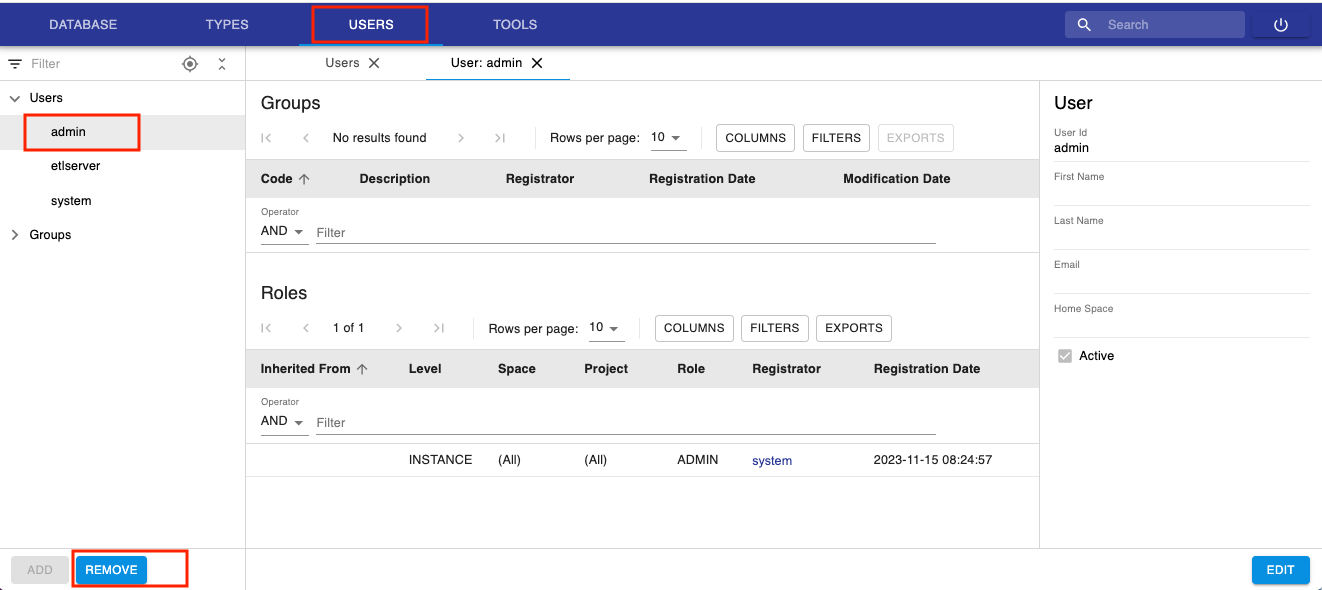 DATABASE TYPES USERS TOOLS Search
Filter Users User: admin
Users
admin
etlserver
system
Groups
Groups
No results found Rows per page: 10 COLUMNS FILTERS EXPORTS
Code Description Registrator Registration Date Modification Date
Operator
AND Filter
Roles
1 of 1 Rows per page: 10 COLUMNS FILTERS EXPORTS
Inherited From Level Space Project Role Registrator Registration Date
Operator
AND Filter
INSTANCE (All) (All) ADMIN system 2023-11-15 08:24:57
User
User Id
admin
First Name
Last Name
Email
Home Space
Active
ADD REMOVE EDIT